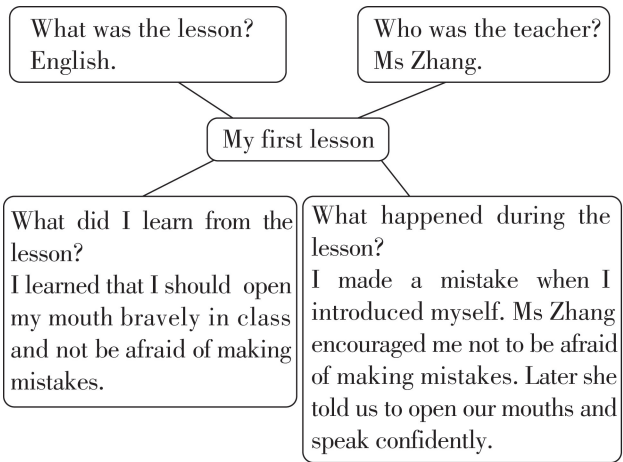 What was the lesson?
English.
Who was the teacher?
Ms Zhang.
My first lesson
What did I learn from the
lesson?
I learned that I should open
my mouth bravely in class
and not be afraid of making
mistakes.
What happened during the
lesson?
I made a mistake when I
introduced myself. Ms Zhang
encouraged me not to be afraid
of making mistakes. Later she
told us to open our mouths and
speak confidently.